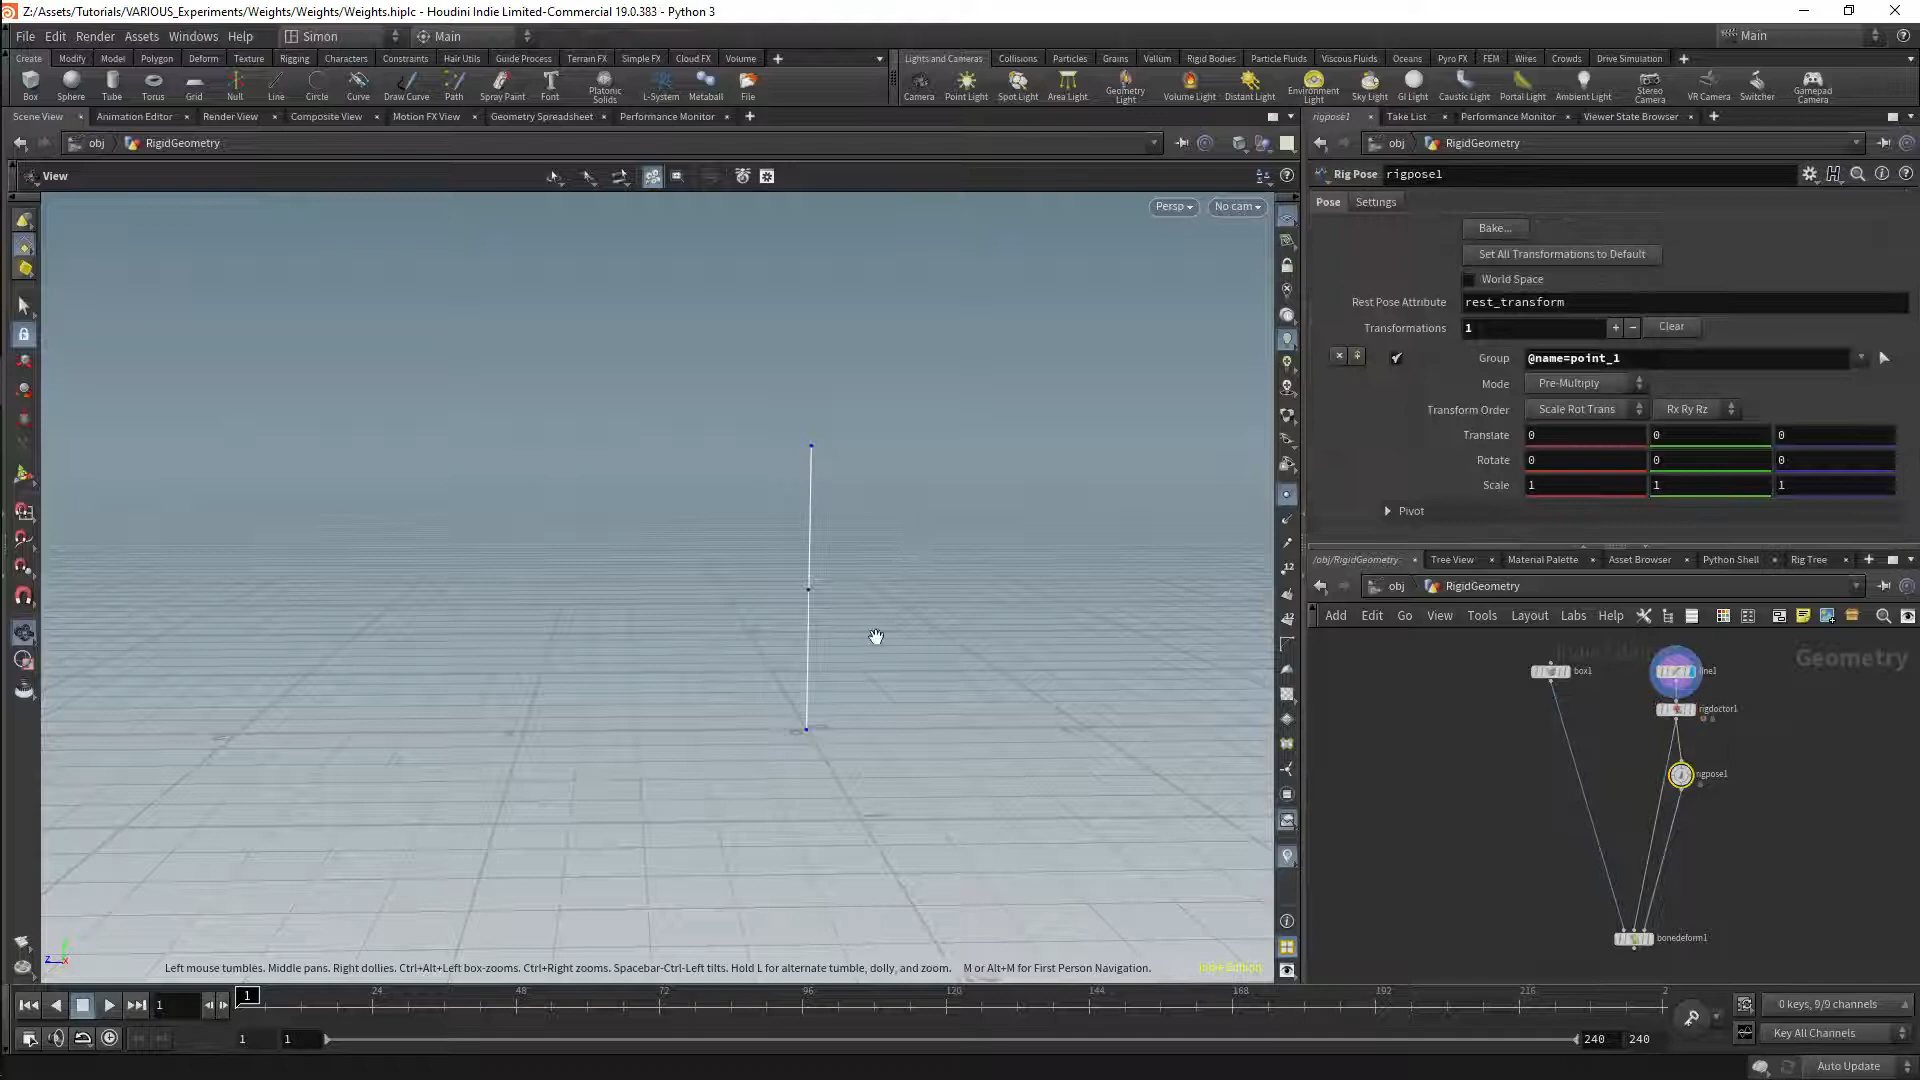 Z:/Assets/Tutorials/VARIOUS_Experiments/Weights/Weights/Weights.hiplc - Houdini Indie Limited-Commercial 19.0.383 - Python 3
File Edit Render Assets Windows Help Simon Main Main
Create Modify Model Polygon Deform Texture Rigging Characters Constraints Hair Utils Guide Process Terrain FX Simple FX Cloud FX Volume
Lights and Cameras Collisions Particles Grains Vellum Rigid Bodies Particle Fluids Viscous Fluids Oceans Pyro FX FEM Wires Crowds Drive Simulation
Box Sphere Tube Torus Grid Null Line Circle Curve Draw Curve Path Spray Paint Font Platonic Solids L-System Metaball File
Camera Point Light Spot Light Area Light Geometry Light Volume Light Distant Light Environment Light Sky Light GI Light Caustic Light Portal Light Ambient Light Stereo Camera VR Camera Switcher Gamepad Camera
Scene View Animation Editor Render View Composite View Motion FX View Geometry Spreadsheet Performance Monitor
rigpose1 Take List Performance Monitor Viewer State Browser
obj RigidGeometry
obj RigidGeometry
View
Persp No cam
Rig Pose rigpose1
Pose Settings
Bake...
Set All Transformations to Default
World Space
Rest Pose Attribute rest_transform
Transformations 1 Clear
Group @name=point_1
Mode Pre-Multiply
Transform Order Scale Rot Trans Rx Ry Rz
Translate 0 0 0
Rotate 0 0 0
Scale 1 1 1
Pivot
/obj/RigidGeometry Tree View Material Palette Asset Browser Python Shell Rig Tree
obj RigidGeometry
Add Edit Go View Tools Layout Labs Help
Geometry
box1
line1
rigdoctor1
rigpose1
bonedeform1
Left mouse tumbles. Middle pans. Right dollies. Ctrl+Alt+Left box-zooms. Ctrl+Right zooms. Spacebar-Ctrl-Left tilts. Hold L for alternate tumble, dolly, and zoom. M or Alt+M for First Person Navigation.
Indie Edition
z x
1 1 24 48 72 96 120 144 168 192 216 2
0 keys, 9/9 channels
1 1 240 240
Key All Channels
Auto Update